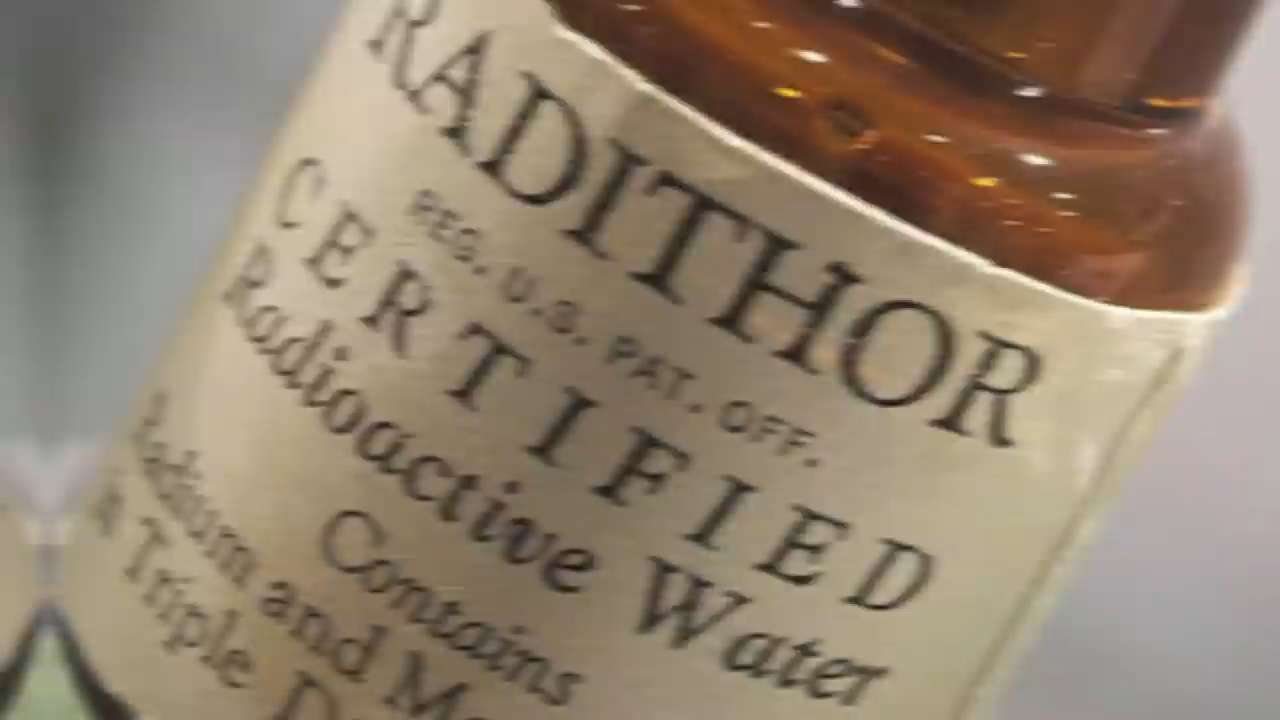 RADITHOR
REG. U.S. PAT. OFF.
CERTIFIED
Radioactive Water
Contains
Radium and
Triple